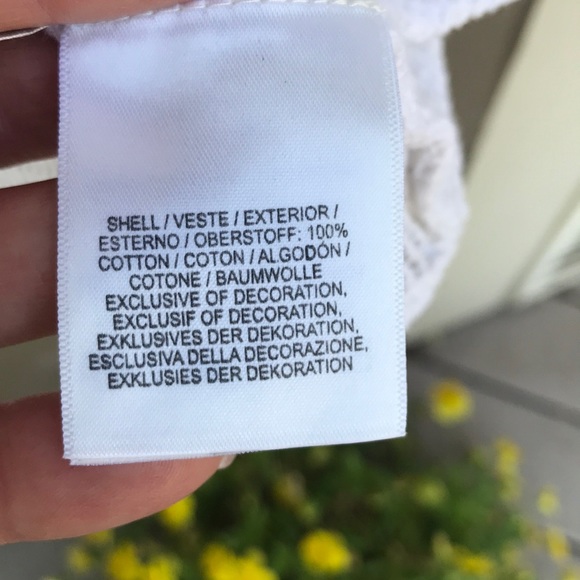 SHELL / VESTE / EXTERIOR /
ESTERNO / OBERSTOFF: 100%
COTTON / COTON / ALGODÓN /
COTONE / BAUMWOLLE
EXCLUSIVE OF DECORATION,
EXCLUSIF OF DECORATION,
EXKLUSIVES DER DEKORATION,
ESCLUSIVA DELLA DECORAZIONE,
EXKLUSIES DER DEKORATION